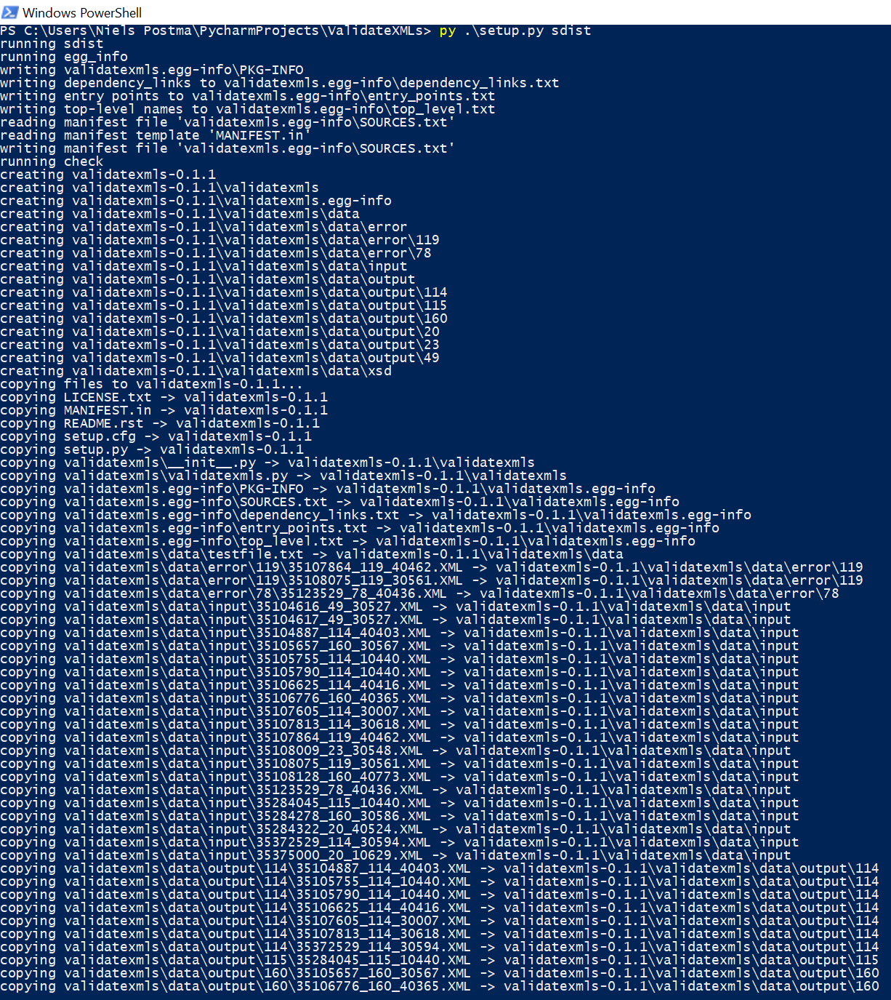 Windows PowerShell
PS C:\Users\Niels Postma\PycharmProjects\ValidateXMLs> py .\setup.py sdist
running sdist
running egg_info
writing validatexmls.egg-info\PKG-INFO
writing dependency_links to validatexmls.egg-info\dependency_links.txt
writing entry points to validatexmls.egg-info\entry_points.txt
writing top-level names to validatexmls.egg-info\top_level.txt
reading manifest file 'validatexmls.egg-info\SOURCES.txt'
reading manifest template 'MANIFEST.in'
writing manifest file 'validatexmls.egg-info\SOURCES.txt'
running check
creating validatexmls-0.1.1
creating validatexmls-0.1.1\validatexmls
creating validatexmls-0.1.1\validatexmls.egg-info
creating validatexmls-0.1.1\validatexmls\data
creating validatexmls-0.1.1\validatexmls\data\error
creating validatexmls-0.1.1\validatexmls\data\error\119
creating validatexmls-0.1.1\validatexmls\data\error\78
creating validatexmls-0.1.1\validatexmls\data\input
creating validatexmls-0.1.1\validatexmls\data\output
creating validatexmls-0.1.1\validatexmls\data\output\114
creating validatexmls-0.1.1\validatexmls\data\output\115
creating validatexmls-0.1.1\validatexmls\data\output\160
creating validatexmls-0.1.1\validatexmls\data\output\20
creating validatexmls-0.1.1\validatexmls\data\output\23
creating validatexmls-0.1.1\validatexmls\data\output\49
creating validatexmls-0.1.1\validatexmls\data\xsd
copying files to validatexmls-0.1.1...
copying LICENSE.txt -> validatexmls-0.1.1
copying MANIFEST.in -> validatexmls-0.1.1
copying README.rst -> validatexmls-0.1.1
copying setup.cfg -> validatexmls-0.1.1
copying setup.py -> validatexmls-0.1.1
copying validatexmls\__init__.py -> validatexmls-0.1.1\validatexmls
copying validatexmls\validatexmls.py -> validatexmls-0.1.1\validatexmls
copying validatexmls.egg-info\PKG-INFO -> validatexmls-0.1.1\validatexmls.egg-info
copying validatexmls.egg-info\SOURCES.txt -> validatexmls-0.1.1\validatexmls.egg-info
copying validatexmls.egg-info\dependency_links.txt -> validatexmls-0.1.1\validatexmls.egg-info
copying validatexmls.egg-info\entry_points.txt -> validatexmls-0.1.1\validatexmls.egg-info
copying validatexmls.egg-info\top_level.txt -> validatexmls-0.1.1\validatexmls.egg-info
copying validatexmls\data\testfile.txt -> validatexmls-0.1.1\validatexmls\data
copying validatexmls\data\error\119\35107864_119_40462.XML -> validatexmls-0.1.1\validatexmls\data\error\119
copying validatexmls\data\error\119\35108075_119_30561.XML -> validatexmls-0.1.1\validatexmls\data\error\119
copying validatexmls\data\error\78\35123529_78_40436.XML -> validatexmls-0.1.1\validatexmls\data\error\78
copying validatexmls\data\input\35104616_49_30527.XML -> validatexmls-0.1.1\validatexmls\data\input
copying validatexmls\data\input\35104617_49_30527.XML -> validatexmls-0.1.1\validatexmls\data\input
copying validatexmls\data\input\35104887_114_40403.XML -> validatexmls-0.1.1\validatexmls\data\input
copying validatexmls\data\input\35105657_160_30567.XML -> validatexmls-0.1.1\validatexmls\data\input
copying validatexmls\data\input\35105755_114_10440.XML -> validatexmls-0.1.1\validatexmls\data\input
copying validatexmls\data\input\35105790_114_10440.XML -> validatexmls-0.1.1\validatexmls\data\input
copying validatexmls\data\input\35106625_114_40416.XML -> validatexmls-0.1.1\validatexmls\data\input
copying validatexmls\data\input\35106776_160_40365.XML -> validatexmls-0.1.1\validatexmls\data\input
copying validatexmls\data\input\35107605_114_30007.XML -> validatexmls-0.1.1\validatexmls\data\input
copying validatexmls\data\input\35107813_114_30618.XML -> validatexmls-0.1.1\validatexmls\data\input
copying validatexmls\data\input\35107864_119_40462.XML -> validatexmls-0.1.1\validatexmls\data\input
copying validatexmls\data\input\35108009_23_30548.XML -> validatexmls-0.1.1\validatexmls\data\input
copying validatexmls\data\input\35108075_119_30561.XML -> validatexmls-0.1.1\validatexmls\data\input
copying validatexmls\data\input\35108128_160_40773.XML -> validatexmls-0.1.1\validatexmls\data\input
copying validatexmls\data\input\35123529_78_40436.XML -> validatexmls-0.1.1\validatexmls\data\input
copying validatexmls\data\input\35284045_115_10440.XML -> validatexmls-0.1.1\validatexmls\data\input
copying validatexmls\data\input\35284278_160_30586.XML -> validatexmls-0.1.1\validatexmls\data\input
copying validatexmls\data\input\35284322_20_40524.XML -> validatexmls-0.1.1\validatexmls\data\input
copying validatexmls\data\input\35372529_114_30594.XML -> validatexmls-0.1.1\validatexmls\data\input
copying validatexmls\data\input\35375000_20_10629.XML -> validatexmls-0.1.1\validatexmls\data\input
copying validatexmls\data\output\114\35104887_114_40403.XML -> validatexmls-0.1.1\validatexmls\data\output\114
copying validatexmls\data\output\114\35105755_114_10440.XML -> validatexmls-0.1.1\validatexmls\data\output\114
copying validatexmls\data\output\114\35105790_114_10440.XML -> validatexmls-0.1.1\validatexmls\data\output\114
copying validatexmls\data\output\114\35106625_114_40416.XML -> validatexmls-0.1.1\validatexmls\data\output\114
copying validatexmls\data\output\114\35107605_114_30007.XML -> validatexmls-0.1.1\validatexmls\data\output\114
copying validatexmls\data\output\114\35107813_114_30618.XML -> validatexmls-0.1.1\validatexmls\data\output\114
copying validatexmls\data\output\114\35372529_114_30594.XML -> validatexmls-0.1.1\validatexmls\data\output\114
copying validatexmls\data\output\115\35284045_115_10440.XML -> validatexmls-0.1.1\validatexmls\data\output\115
copying validatexmls\data\output\160\35105657_160_30567.XML -> validatexmls-0.1.1\validatexmls\data\output\160
copying validatexmls\data\output\160\35106776_160_40365.XML -> validatexmls-0.1.1\validatexmls\data\output\160